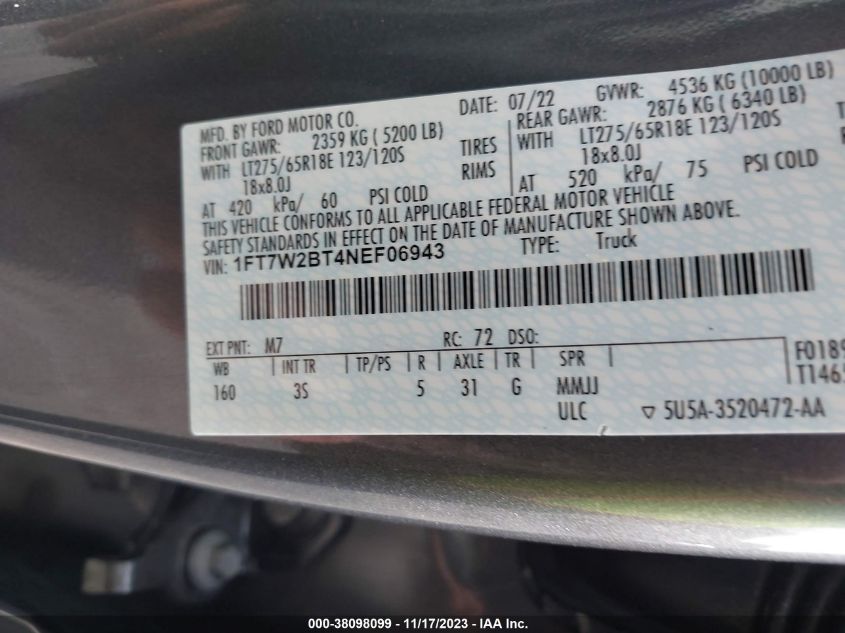 MFD. BY FORD MOTOR CO.
DATE: 07/22 GVWR: 4536 KG (10000 LB)
FRONT GAWR: 2359 KG ( 5200 LB)
REAR GAWR: 2876 KG ( 6340 LB)
WITH LT275/65R18E 123/120S TIRES
WITH LT275/65R18E 123/120S
18x8.0J RIMS
18x8.0J
AT 420 kPa/ 60 PSI COLD
AT 520 kPa/ 75 PSI COLD
THIS VEHICLE CONFORMS TO ALL APPLICABLE FEDERAL MOTOR VEHICLE
SAFETY STANDARDS IN EFFECT ON THE DATE OF MANUFACTURE SHOWN ABOVE.
VIN: 1FT7W2BT4NEF06943 TYPE: Truck
EXT PNT: M7 RC: 72 DSO:
WB INT TR TP/PS R AXLE TR SPR
160 3S 5 31 G MMJJ
ULC 5U5A-3520472-AA
000-38098099 - 11/17/2023 - IAA Inc.